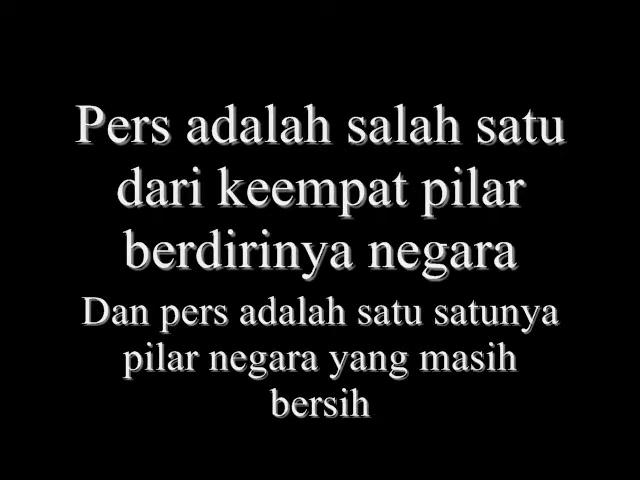 Pers adalah salah satu
dari keempat pilar
berdirinya negara
Dan pers adalah satu satunya
pilar negara yang masih
bersih